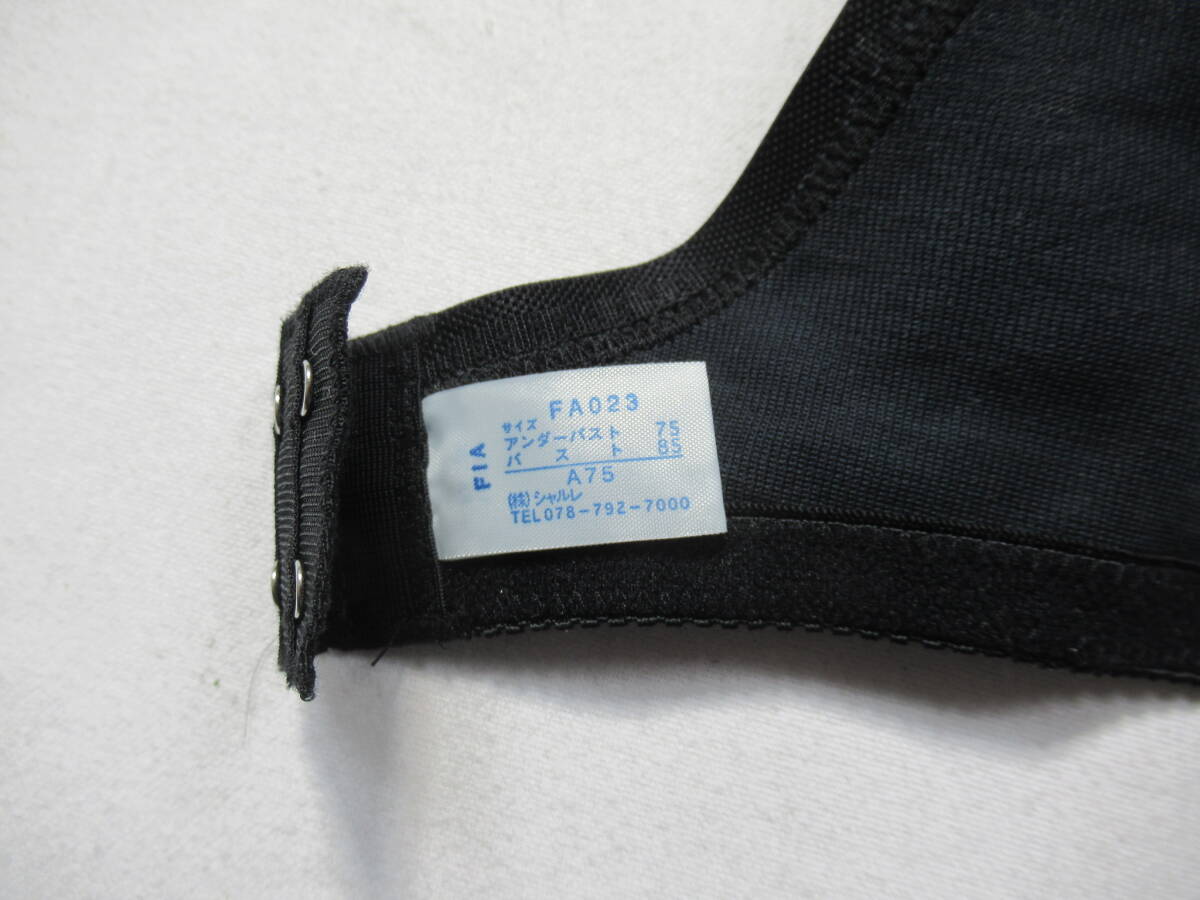 FIA
FA023
サイズ
アンダーバスト 75
バスト 85
A75
(株)シャルレ
TEL078-792-7000